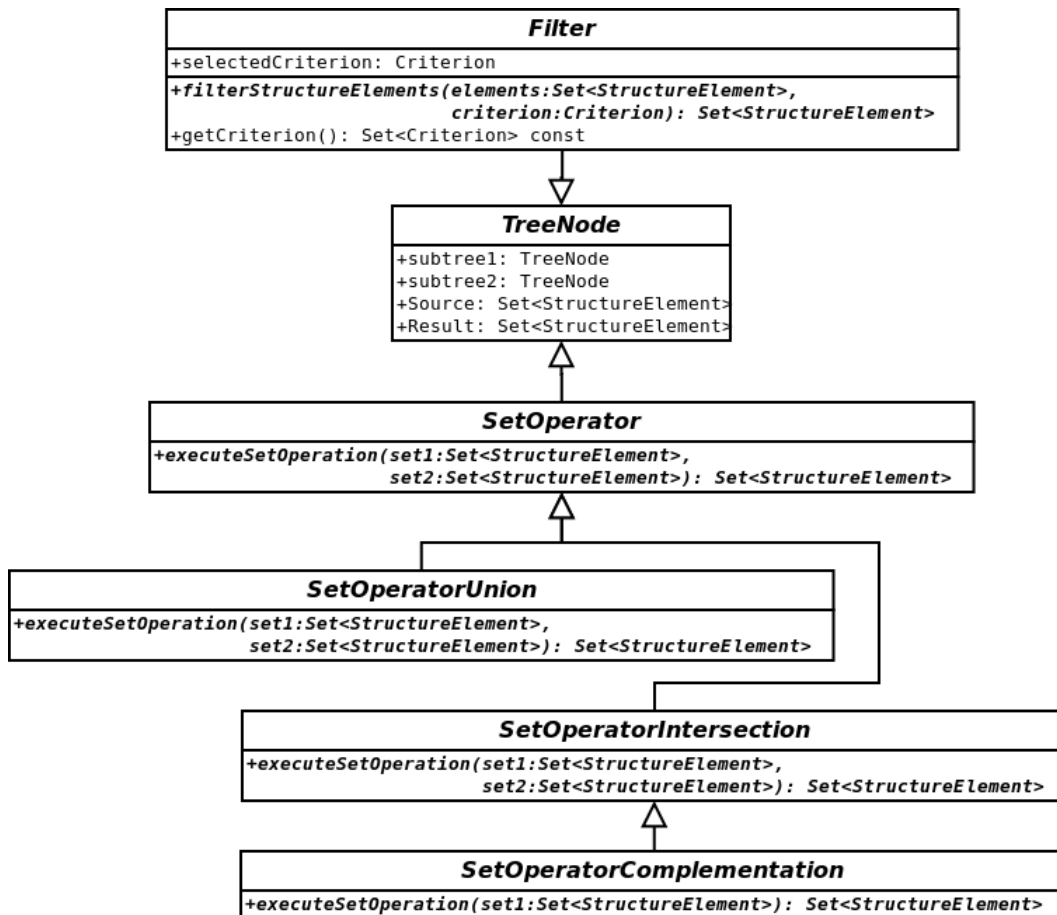 Filter
+selectedCriterion: Criterion
+filterStructureElements(elements:Set<StructureElement>,
criterion:Criterion): Set<StructureElement>
+getCriterion(): Set<Criterion> const
TreeNode
+subtree1: TreeNode
+subtree2: TreeNode
+Source: Set<StructureElement>
+Result: Set<StructureElement>
SetOperator
+executeSetOperation(set1:Set<StructureElement>,
set2:Set<StructureElement>): Set<StructureElement>
SetOperatorUnion
+executeSetOperation(set1:Set<StructureElement>,
set2:Set<StructureElement>): Set<StructureElement>
SetOperatorIntersection
+executeSetOperation(set1:Set<StructureElement>,
set2:Set<StructureElement>): Set<StructureElement>
SetOperatorComplementation
+executeSetOperation(set1:Set<StructureElement>): Set<StructureElement>